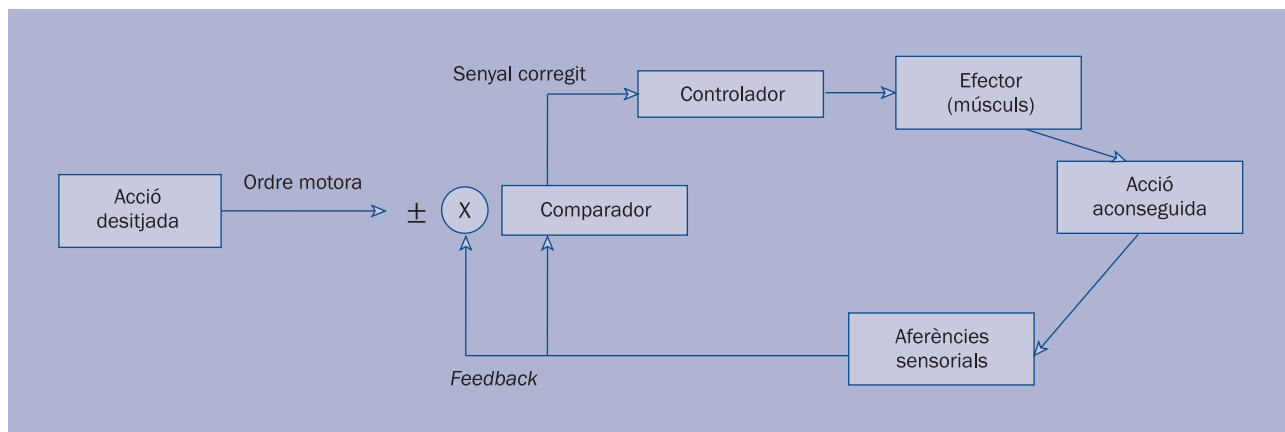 Senyal corregit
Controlador
Efector
(músculs)
Acció
desitjada
Ordre motora
±
X
Comparador
Acció
aconseguida
Aferències
sensorials
Feedback